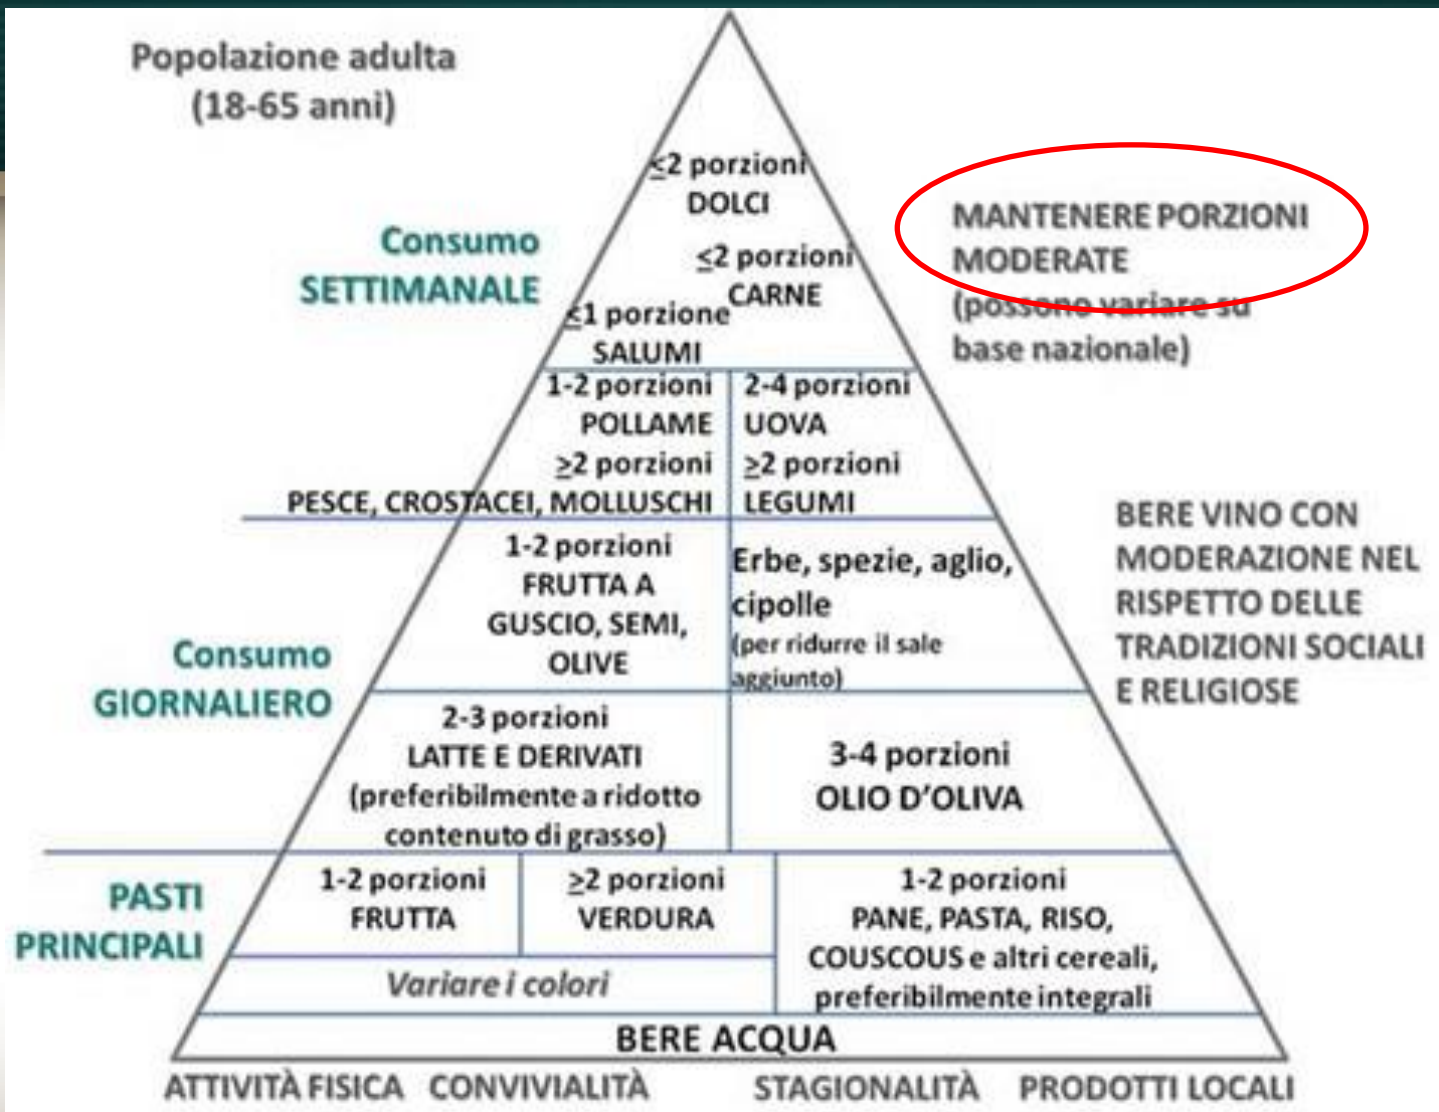 Popolazione adulta
(18-65 anni)
≤2 porzioni
DOLCI
Consumo
SETTIMANALE
≤2 porzioni
CARNE
≤1 porzione
SALUMI
MANTENERE PORZIONI
MODERATE
(possono variare su
base nazionale)
1-2 porzioni
POLLAME
≥2 porzioni
PESCE, CROSTACEI, MOLLUSCHI
2-4 porzioni
UOVA
≥2 porzioni
LEGUMI
BERE VINO CON
MODERAZIONE NEL
RISPETTO DELLE
TRADIZIONI SOCIALI
E RELIGIOSE
Consumo
GIORNALIERO
1-2 porzioni
FRUTTA A
GUSCIO, SEMI,
OLIVE
Erbe, spezie, aglio,
cipolle
(per ridurre il sale
aggiunto)
2-3 porzioni
LATTE E DERIVATI
(preferibilmente a ridotto
contenuto di grasso)
3-4 porzioni
OLIO D'OLIVA
PASTI
PRINCIPALI
1-2 porzioni
FRUTTA
≥2 porzioni
VERDURA
Variare i colori
1-2 porzioni
PANE, PASTA, RISO,
COUSCOUS e altri cereali,
preferibilmente integrali
BERE ACQUA
ATTIVITÀ FISICA CONVIVIALITÀ STAGIONALITÀ PRODOTTI LOCALI